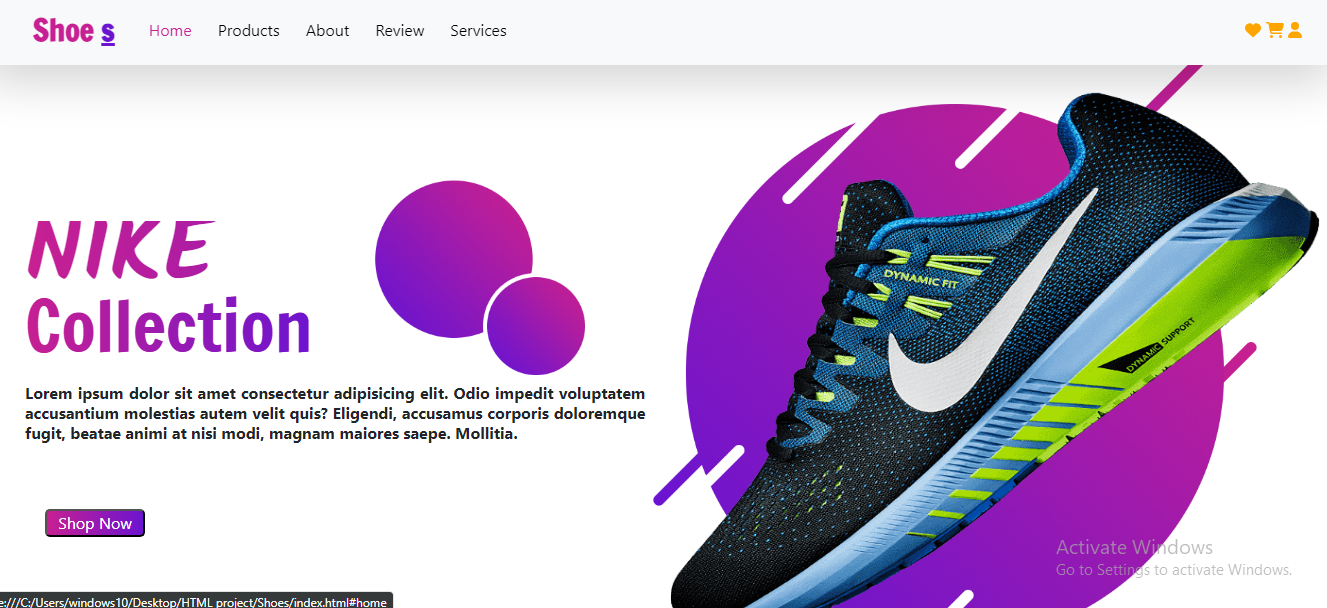 Shoe s Home Products About Review Services
NIKE
Collection
Lorem ipsum dolor sit amet consectetur adipisicing elit. Odio impedit voluptatem
accusantium molestias autem velit quis? Eligendi, accusamus corporis doloremque
fugit, beatae animi at nisi modi, magnam maiores saepe. Mollitia.
Shop Now
DYNAMIC FIT
DYNAMIC SUPPORT
Activate Windows
Go to Settings to activate Windows.
e:///C:/Users/windows10/Desktop/HTML project/Shoes/index.html#home